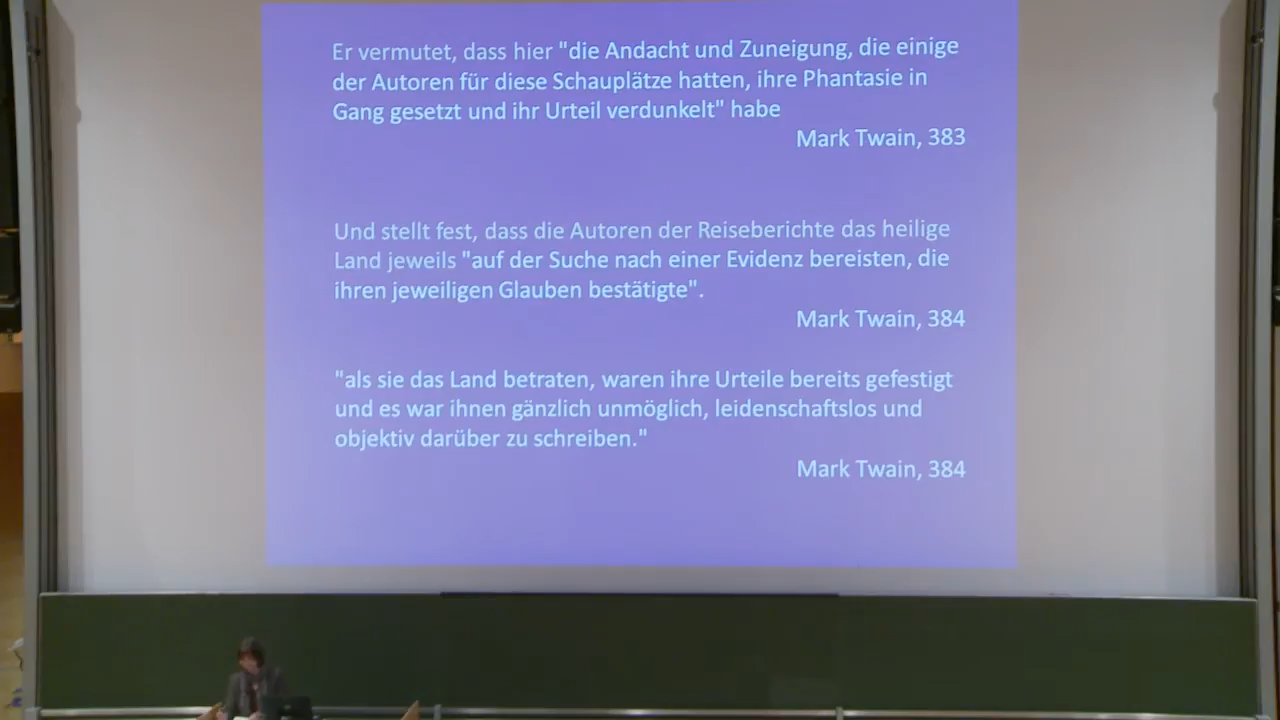 Er vermutet, dass hier "die Andacht und Zuneigung, die einige
der Autoren für diese Schauplätze hatten, ihre Phantasie in
Gang gesetzt und ihr Urteil verdunkelt" habe
Mark Twain, 383
Und stellt fest, dass die Autoren der Reiseberichte das heilige
Land jeweils "auf der Suche nach einer Evidenz bereisten, die
ihren jeweiligen Glauben bestätigte".
Mark Twain, 384
"als sie das Land betraten, waren ihre Urteile bereits gefestigt
und es war ihnen gänzlich unmöglich, leidenschaftslos und
objektiv darüber zu schreiben."
Mark Twain, 384